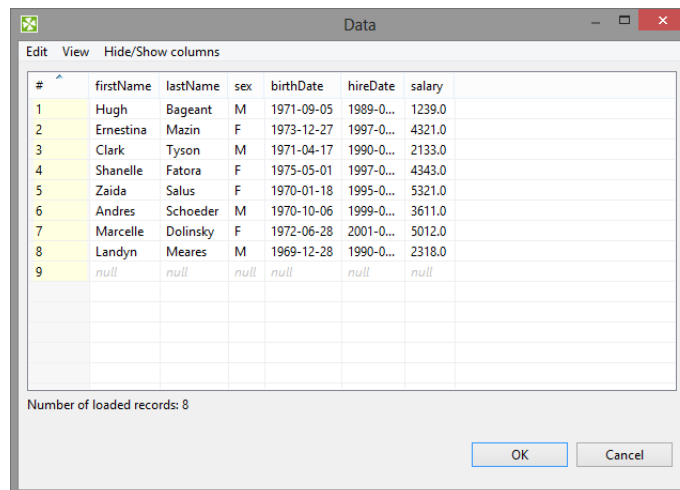 Data
Edit View Hide/Show columns
# firstName lastName sex birthDate hireDate salary
1 Hugh Bageant M 1971-09-05 1989-0... 1239.0
2 Ernestina Mazin F 1973-12-27 1997-0... 4321.0
3 Clark Tyson M 1971-04-17 1990-0... 2133.0
4 Shanelle Fatora F 1975-05-01 1997-0... 4343.0
5 Zaida Salus F 1970-01-18 1995-0... 5321.0
6 Andres Schoeder M 1970-10-06 1999-0... 3611.0
7 Marcelle Dolinsky F 1972-06-28 2001-0... 5012.0
8 Landyn Meares M 1969-12-28 1990-0... 2318.0
9 null null null null null null
Number of loaded records: 8
OK Cancel